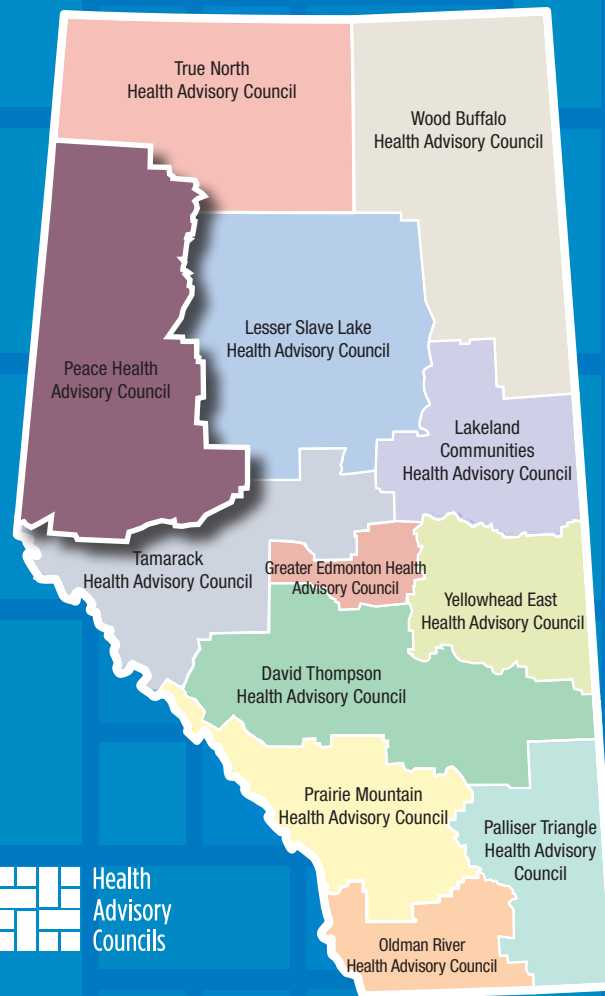 True North
Health Advisory Council
Wood Buffalo
Health Advisory Council
Peace Health
Advisory Council
Lesser Slave Lake
Health Advisory Council
Lakeland
Communities
Health Advisory Council
Tamarack
Health Advisory Council
Greater Edmonton Health
Advisory Council
Yellowhead East
Health Advisory Council
David Thompson
Health Advisory Council
Prairie Mountain
Health Advisory Council
Palliser Triangle
Health Advisory
Council
Oldman River
Health Advisory Council
Health
Advisory
Councils